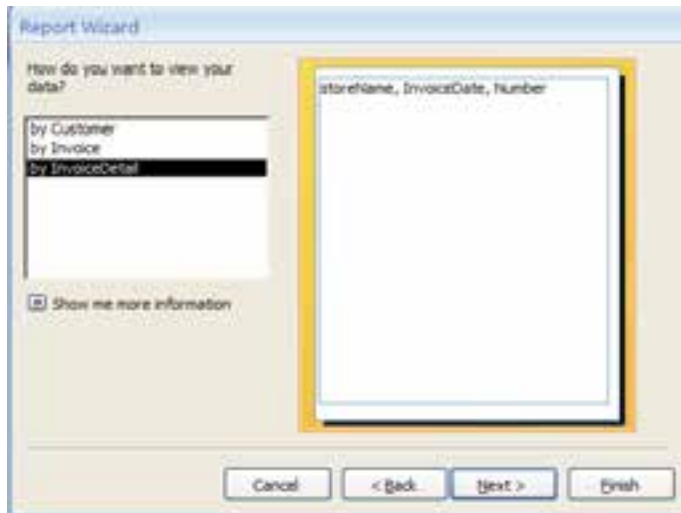 Report Wizard
How do you want to view your
data?
by Customer
by Invoice
by InvoiceDetail
Show me more information
storeName, InvoiceDate, Number
Cancel
< Back
Next >
Finish